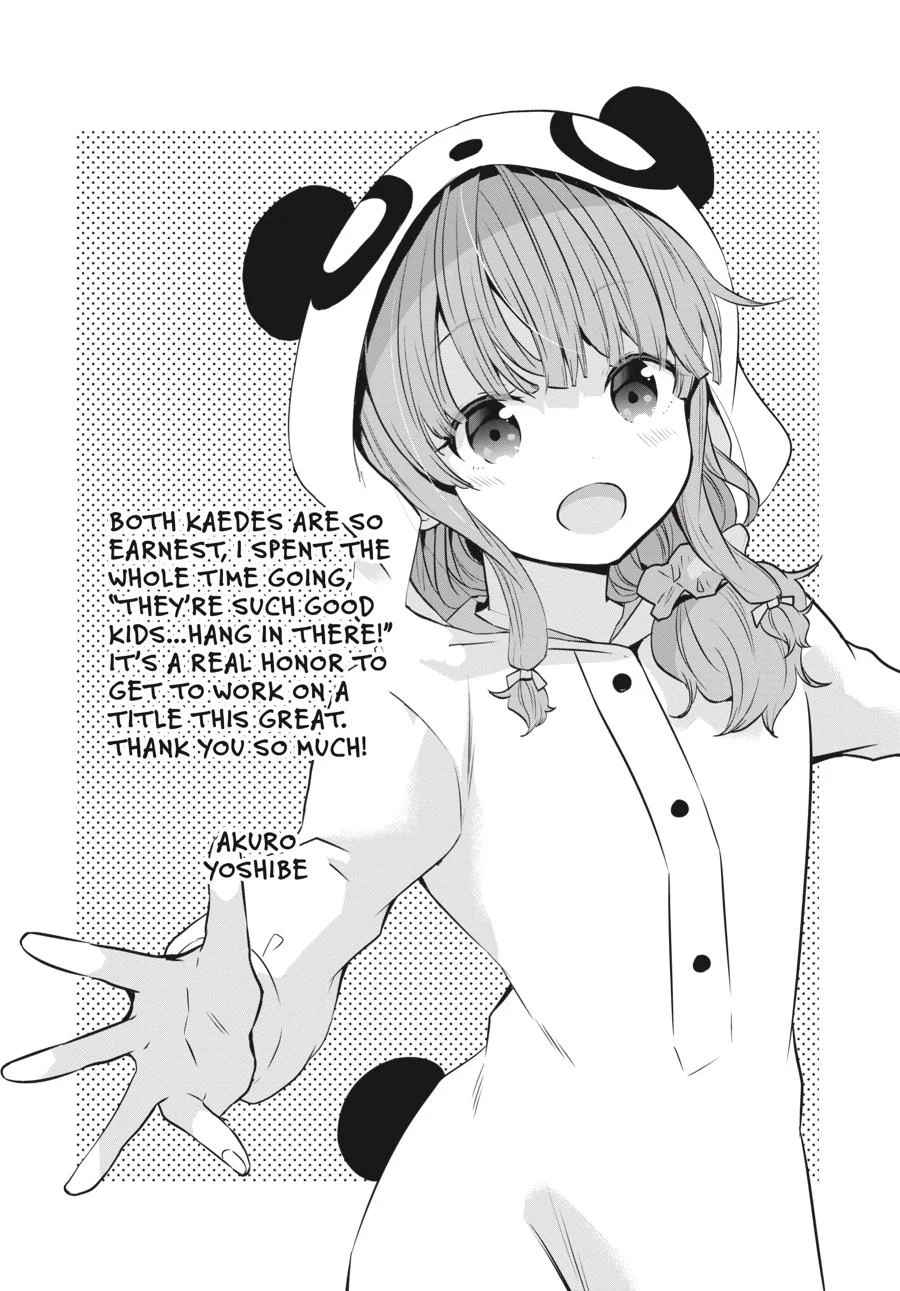 BOTH KAEDES ARE SO
EARNEST, I SPENT THE
WHOLE TIME GOING,
"THEY'RE SUCH GOOD
KIDS...HANG IN THERE!"
IT'S A REAL HONOR TO
GET TO WORK ON A
TITLE THIS GREAT.
THANK YOU SO MUCH!
AKURO
YOSHIBE